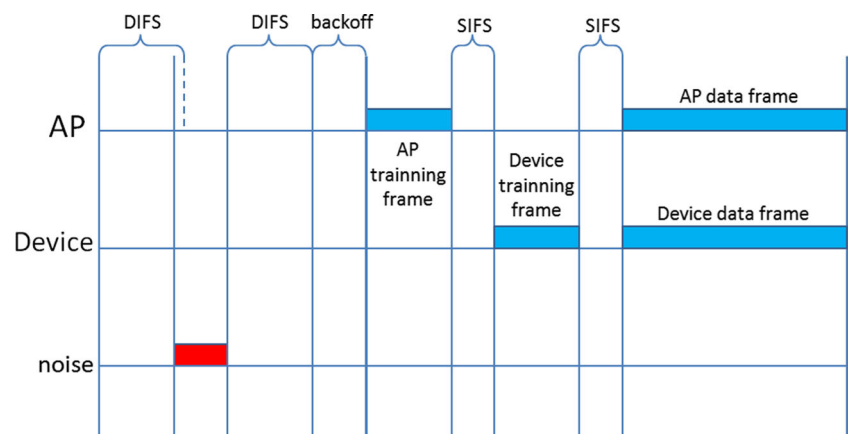 DIFS
DIFS
backoff
SIFS
SIFS
AP
AP data frame
AP
trainning
frame
Device
trainning
frame
Device
Device data frame
noise